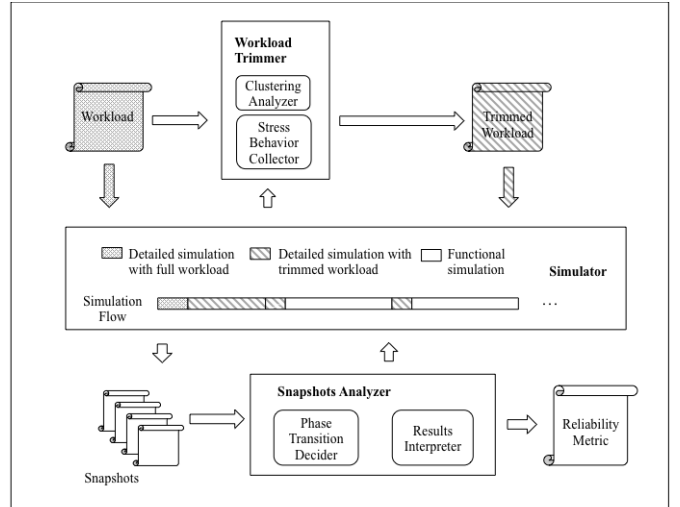 Workload
Trimmer
Clustering
Analyzer
Stress
Behavior
Collector
Workload
Trimmed
Workload
Detailed simulation
with full workload
Detailed simulation with
trimmed workload
Functional
simulation
Simulator
Simulation
Flow
...
Snapshots Analyzer
Phase
Transition
Decider
Results
Interpreter
Reliability
Metric
Snapshots